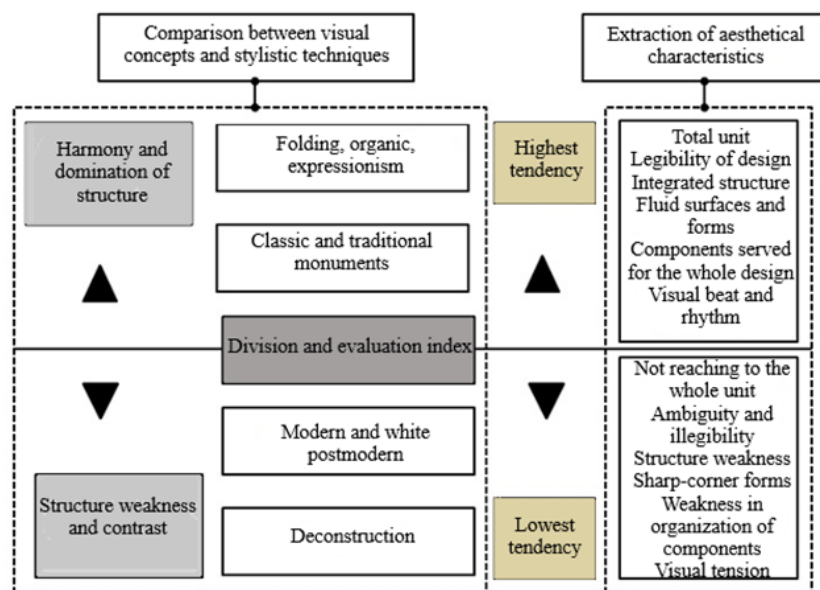 Comparison between visual
concepts and stylistic techniques
Extraction of aesthetical
characteristics
Harmony and
domination of
structure
Folding, organic,
expressionism
Highest
tendency
Total unit
Legibility of design
Integrated structure
Fluid surfaces and
forms
Components served
for the whole design
Visual beat and
rhythm
Classic and traditional
monuments
Division and evaluation index
Modern and white
postmodern
Structure weakness
and contrast
Deconstruction
Lowest
tendency
Not reaching to the
whole unit
Ambiguity and
illegibility
Structure weakness
Sharp-corner forms
Weakness in
organization of
components
Visual tension